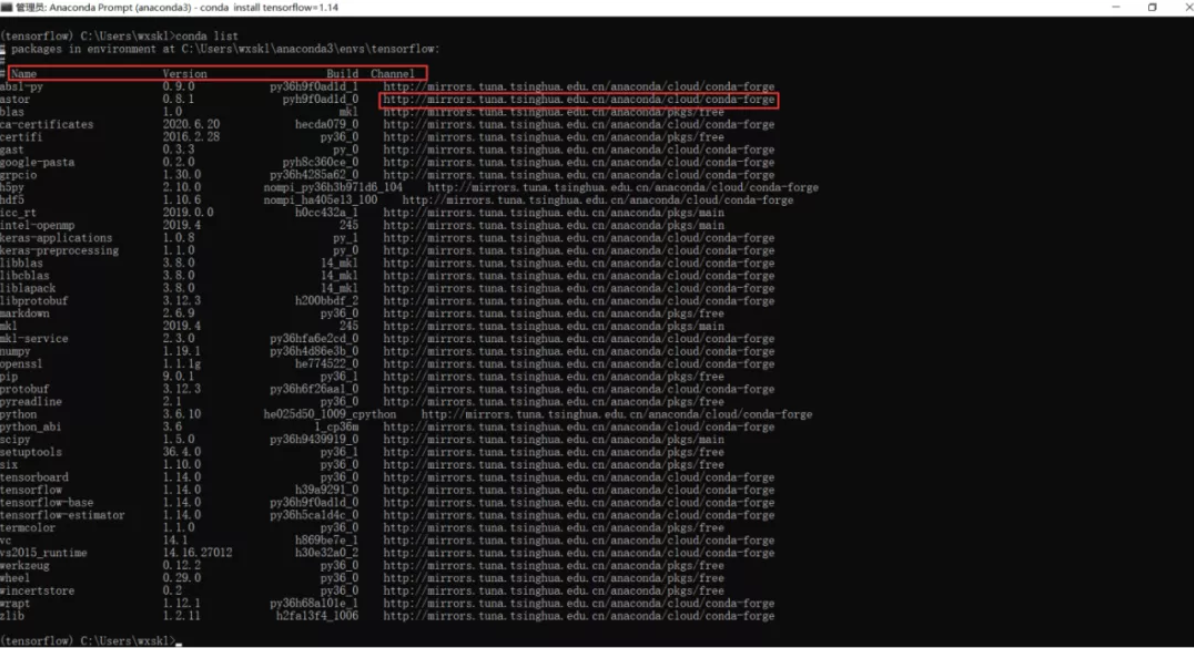 管理员: Anaconda Prompt (anaconda3) - conda install tensorflow=1.14
(tensorflow) C:\Users\wxskl>conda list
# packages in environment at C:\Users\wxskl\anaconda3\envs\tensorflow:
#
# Name Version Build Channel
absl-py 0.9.0 py36h9f0ad1d_1 http://mirrors.tuna.tsinghua.edu.cn/anaconda/cloud/conda-forge
astor 0.8.1 pyh9f0ad1d_0 http://mirrors.tuna.tsinghua.edu.cn/anaconda/cloud/conda-forge
blas 1.0 mkl http://mirrors.tuna.tsinghua.edu.cn/anaconda/pkgs/free
ca-certificates 2020.6.20 hecda079_0 http://mirrors.tuna.tsinghua.edu.cn/anaconda/cloud/conda-forge
certifi 2016.2.28 py36_0 http://mirrors.tuna.tsinghua.edu.cn/anaconda/pkgs/free
gast 0.3.3 py_0 http://mirrors.tuna.tsinghua.edu.cn/anaconda/cloud/conda-forge
google-pasta 0.2.0 pyh8c360ce_0 http://mirrors.tuna.tsinghua.edu.cn/anaconda/cloud/conda-forge
grpcio 1.30.0 py36h4285a62_0 http://mirrors.tuna.tsinghua.edu.cn/anaconda/cloud/conda-forge
h5py 2.10.0 nompi_py36h3b971d6_104 http://mirrors.tuna.tsinghua.edu.cn/anaconda/cloud/conda-forge
hdf5 1.10.6 nompi_ha405e13_100 http://mirrors.tuna.tsinghua.edu.cn/anaconda/cloud/conda-forge
icc_rt 2019.0.0 h0cc432a_1 http://mirrors.tuna.tsinghua.edu.cn/anaconda/pkgs/main
intel-openmp 2019.4 245 http://mirrors.tuna.tsinghua.edu.cn/anaconda/pkgs/main
keras-applications 1.0.8 py_1 http://mirrors.tuna.tsinghua.edu.cn/anaconda/cloud/conda-forge
keras-preprocessing 1.1.0 py_0 http://mirrors.tuna.tsinghua.edu.cn/anaconda/cloud/conda-forge
libblas 3.8.0 14_mkl http://mirrors.tuna.tsinghua.edu.cn/anaconda/cloud/conda-forge
libcblas 3.8.0 14_mkl http://mirrors.tuna.tsinghua.edu.cn/anaconda/cloud/conda-forge
liblapack 3.8.0 14_mkl http://mirrors.tuna.tsinghua.edu.cn/anaconda/cloud/conda-forge
libprotobuf 3.12.3 h200bbdf_2 http://mirrors.tuna.tsinghua.edu.cn/anaconda/cloud/conda-forge
markdown 2.6.9 py36_0 http://mirrors.tuna.tsinghua.edu.cn/anaconda/pkgs/free
mkl 2019.4 245 http://mirrors.tuna.tsinghua.edu.cn/anaconda/pkgs/main
mkl-service 2.3.0 py36hfa6e2cd_0 http://mirrors.tuna.tsinghua.edu.cn/anaconda/cloud/conda-forge
numpy 1.19.1 py36h4d86e3b_0 http://mirrors.tuna.tsinghua.edu.cn/anaconda/cloud/conda-forge
openssl 1.1.1g he774522_0 http://mirrors.tuna.tsinghua.edu.cn/anaconda/cloud/conda-forge
pip 9.0.1 py36_1 http://mirrors.tuna.tsinghua.edu.cn/anaconda/pkgs/free
protobuf 3.12.3 py36h6f26aa1_0 http://mirrors.tuna.tsinghua.edu.cn/anaconda/cloud/conda-forge
pyreadline 2.1 py36_0 http://mirrors.tuna.tsinghua.edu.cn/anaconda/pkgs/free
python 3.6.10 he025d50_1009_cpython http://mirrors.tuna.tsinghua.edu.cn/anaconda/cloud/conda-forge
python_abi 3.6 1_cp36m http://mirrors.tuna.tsinghua.edu.cn/anaconda/cloud/conda-forge
scipy 1.5.0 py36h9439919_0 http://mirrors.tuna.tsinghua.edu.cn/anaconda/pkgs/main
setuptools 36.4.0 py36_1 http://mirrors.tuna.tsinghua.edu.cn/anaconda/pkgs/free
six 1.10.0 py36_0 http://mirrors.tuna.tsinghua.edu.cn/anaconda/pkgs/free
tensorboard 1.14.0 py36_0 http://mirrors.tuna.tsinghua.edu.cn/anaconda/cloud/conda-forge
tensorflow 1.14.0 h39a9291_0 http://mirrors.tuna.tsinghua.edu.cn/anaconda/cloud/conda-forge
tensorflow-base 1.14.0 py36h9f0ad1d_0 http://mirrors.tuna.tsinghua.edu.cn/anaconda/cloud/conda-forge
tensorflow-estimator 1.14.0 py36h5ca1d4c_0 http://mirrors.tuna.tsinghua.edu.cn/anaconda/cloud/conda-forge
termcolor 1.1.0 py36_0 http://mirrors.tuna.tsinghua.edu.cn/anaconda/pkgs/free
vc 14.1 h869be7e_1 http://mirrors.tuna.tsinghua.edu.cn/anaconda/cloud/conda-forge
vs2015_runtime 14.16.27012 h30e32a0_2 http://mirrors.tuna.tsinghua.edu.cn/anaconda/cloud/conda-forge
werkzeug 0.12.2 py36_0 http://mirrors.tuna.tsinghua.edu.cn/anaconda/pkgs/free
wheel 0.29.0 py36_0 http://mirrors.tuna.tsinghua.edu.cn/anaconda/pkgs/free
wincertstore 0.2 py36_0 http://mirrors.tuna.tsinghua.edu.cn/anaconda/pkgs/free
wrapt 1.12.1 py36h68a101e_1 http://mirrors.tuna.tsinghua.edu.cn/anaconda/cloud/conda-forge
zlib 1.2.11 h2fa13f4_1006 http://mirrors.tuna.tsinghua.edu.cn/anaconda/cloud/conda-forge
(tensorflow) C:\Users\wxskl>